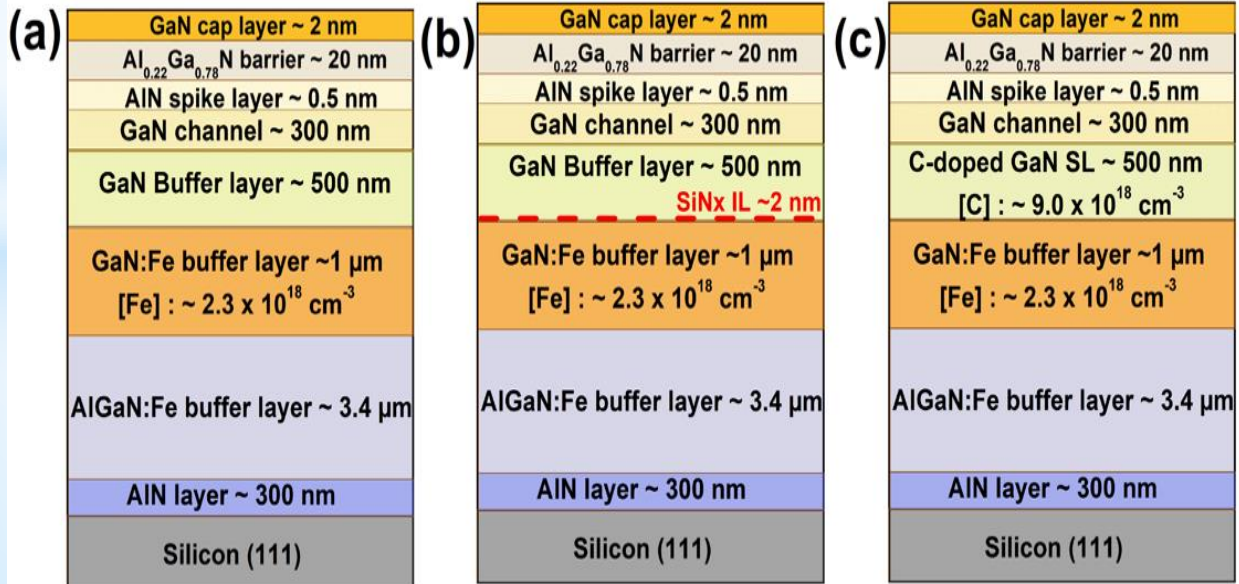 (a)
GaN cap layer ~ 2 nm
Al0.22Ga0.78N barrier ~ 20 nm
AlN spike layer ~ 0.5 nm
GaN channel ~ 300 nm
GaN Buffer layer ~ 500 nm
GaN:Fe buffer layer ~1 µm
[Fe] : ~ 2.3 x 10^18 cm^-3
AlGaN:Fe buffer layer ~ 3.4 µm
AlN layer ~ 300 nm
Silicon (111)
(b)
GaN cap layer ~ 2 nm
Al0.22Ga0.78N barrier ~ 20 nm
AlN spike layer ~ 0.5 nm
GaN channel ~ 300 nm
GaN Buffer layer ~ 500 nm
SiNx IL ~2 nm
GaN:Fe buffer layer ~1 µm
[Fe] : ~ 2.3 x 10^18 cm^-3
AlGaN:Fe buffer layer ~ 3.4 µm
AlN layer ~ 300 nm
Silicon (111)
(c)
GaN cap layer ~ 2 nm
Al0.22Ga0.78N barrier ~ 20 nm
AlN spike layer ~ 0.5 nm
GaN channel ~ 300 nm
C-doped GaN SL ~ 500 nm
[C] : ~ 9.0 x 10^18 cm^-3
GaN:Fe buffer layer ~1 µm
[Fe] : ~ 2.3 x 10^18 cm^-3
AlGaN:Fe buffer layer ~ 3.4 µm
AlN layer ~ 300 nm
Silicon (111)